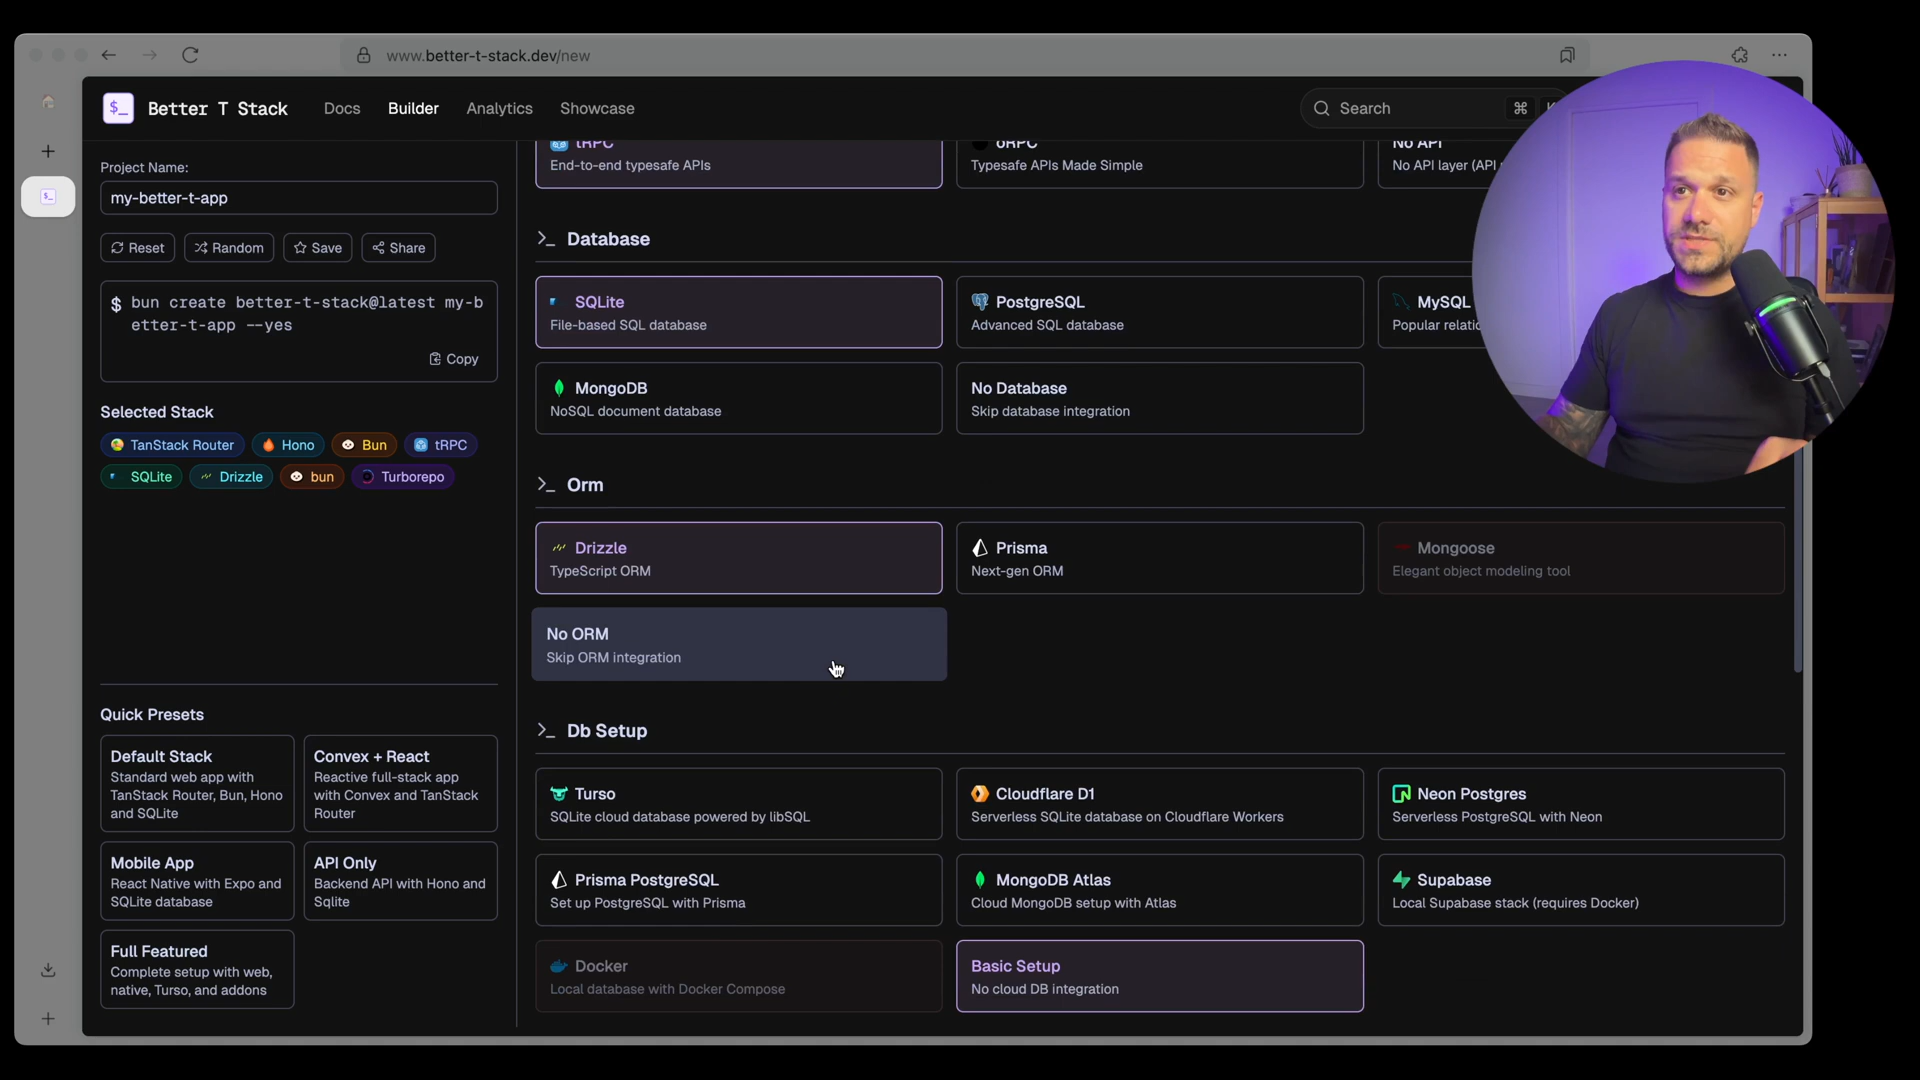 www.better-t-stack.dev/new
$_ Better T Stack
Docs
Builder
Analytics
Showcase
Search
⌘
Project Name:
my-better-t-app
Reset
Random
Save
Share
$ bun create better-t-stack@latest my-b
etter-t-app --yes
Copy
Selected Stack
TanStack Router
Hono
Bun
tRPC
SQLite
Drizzle
bun
Turborepo
Quick Presets
Default Stack
Standard web app with
TanStack Router, Bun, Hono
and SQLite
Convex + React
Reactive full-stack app
with Convex and TanStack
Router
Mobile App
React Native with Expo and
SQLite database
API Only
Backend API with Hono and
Sqlite
Full Featured
Complete setup with web,
native, Turso, and addons
tRPC
End-to-end typesafe APIs
oRPC
Typesafe APIs Made Simple
No API
No API layer (API
Database
SQLite
File-based SQL database
PostgreSQL
Advanced SQL database
MySQL
Popular
MongoDB
NoSQL document database
No Database
Skip database integration
Orm
Drizzle
TypeScript ORM
Prisma
Next-gen ORM
Mongoose
Elegant object modeling tool
No ORM
Skip ORM integration
Db Setup
Turso
SQLite cloud database powered by libSQL
Cloudflare D1
Serverless SQLite database on Cloudflare Workers
Neon Postgres
Serverless PostgreSQL with Neon
Prisma PostgreSQL
Set up PostgreSQL with Prisma
MongoDB Atlas
Cloud MongoDB setup with Atlas
Supabase
Local Supabase stack (requires Docker)
Docker
Local database with Docker Compose
Basic Setup
No cloud DB integration